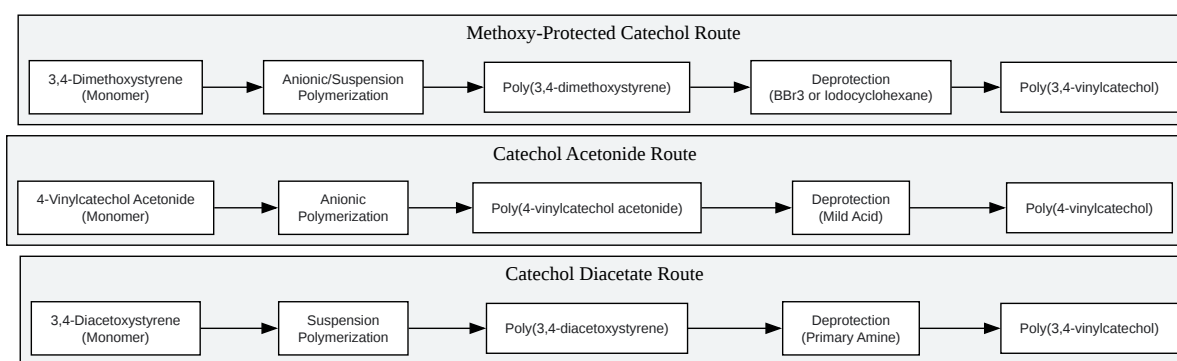 Methoxy-Protected Catechol Route
3,4-Dimethoxystyrene
(Monomer)
Anionic/Suspension
Polymerization
Poly(3,4-dimethoxystyrene)
Deprotection
(BBr3 or Iodocyclohexane)
Poly(3,4-vinylcatechol)
Catechol Acetonide Route
4-Vinylcatechol Acetonide
(Monomer)
Anionic
Polymerization
Poly(4-vinylcatechol acetonide)
Deprotection
(Mild Acid)
Poly(4-vinylcatechol)
Catechol Diacetate Route
3,4-Diacetoxystyrene
(Monomer)
Suspension
Polymerization
Poly(3,4-diacetoxystyrene)
Deprotection
(Primary Amine)
Poly(3,4-vinylcatechol)